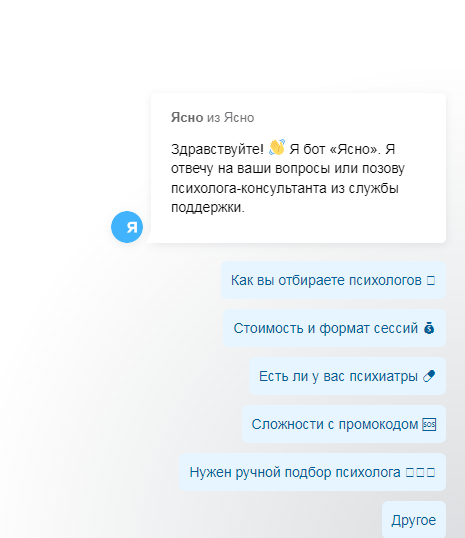 Ясно из Ясно
Здравствуйте! 👋 Я бот «Ясно». Я
отвечу на ваши вопросы или позову
психолога-консультанта из службы
поддержки.
Я
Как вы отбираете психологов
Стоимость и формат сессий 💰
Есть ли у вас психиатры 💊
Сложности с промокодом 🆘
Нужен ручной подбор психолога
Другое